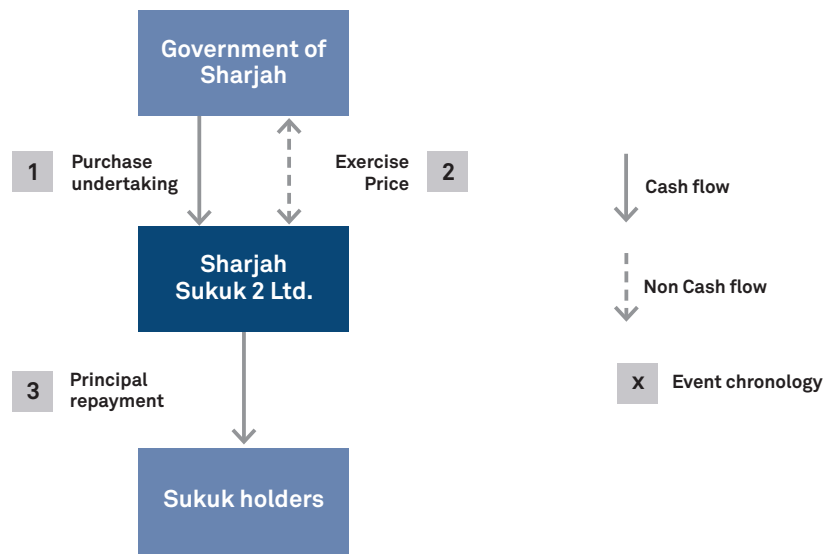 Government of
Sharjah
1
Purchase
undertaking
Exercise
Price
2
Cash flow
Sharjah
Sukuk 2 Ltd.
Non Cash flow
3
Principal
repayment
X
Event chronology
Sukuk holders